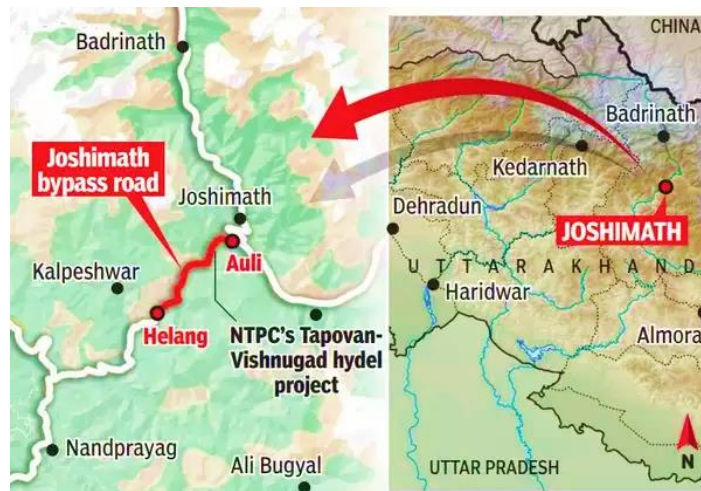 Badrinath
Joshimath
bypass road
Joshimath
Kalpeshwar
Auli
Helang
NTPC's Tapovan-
Vishnugad hydel
project
Nandprayag
Ali Bugyal
CHINA
Badrinath
Kedarnath
Dehradun
JOSHIMATH
UTTARAKHAND
Haridwar
Almora
UTTAR PRADESH
N